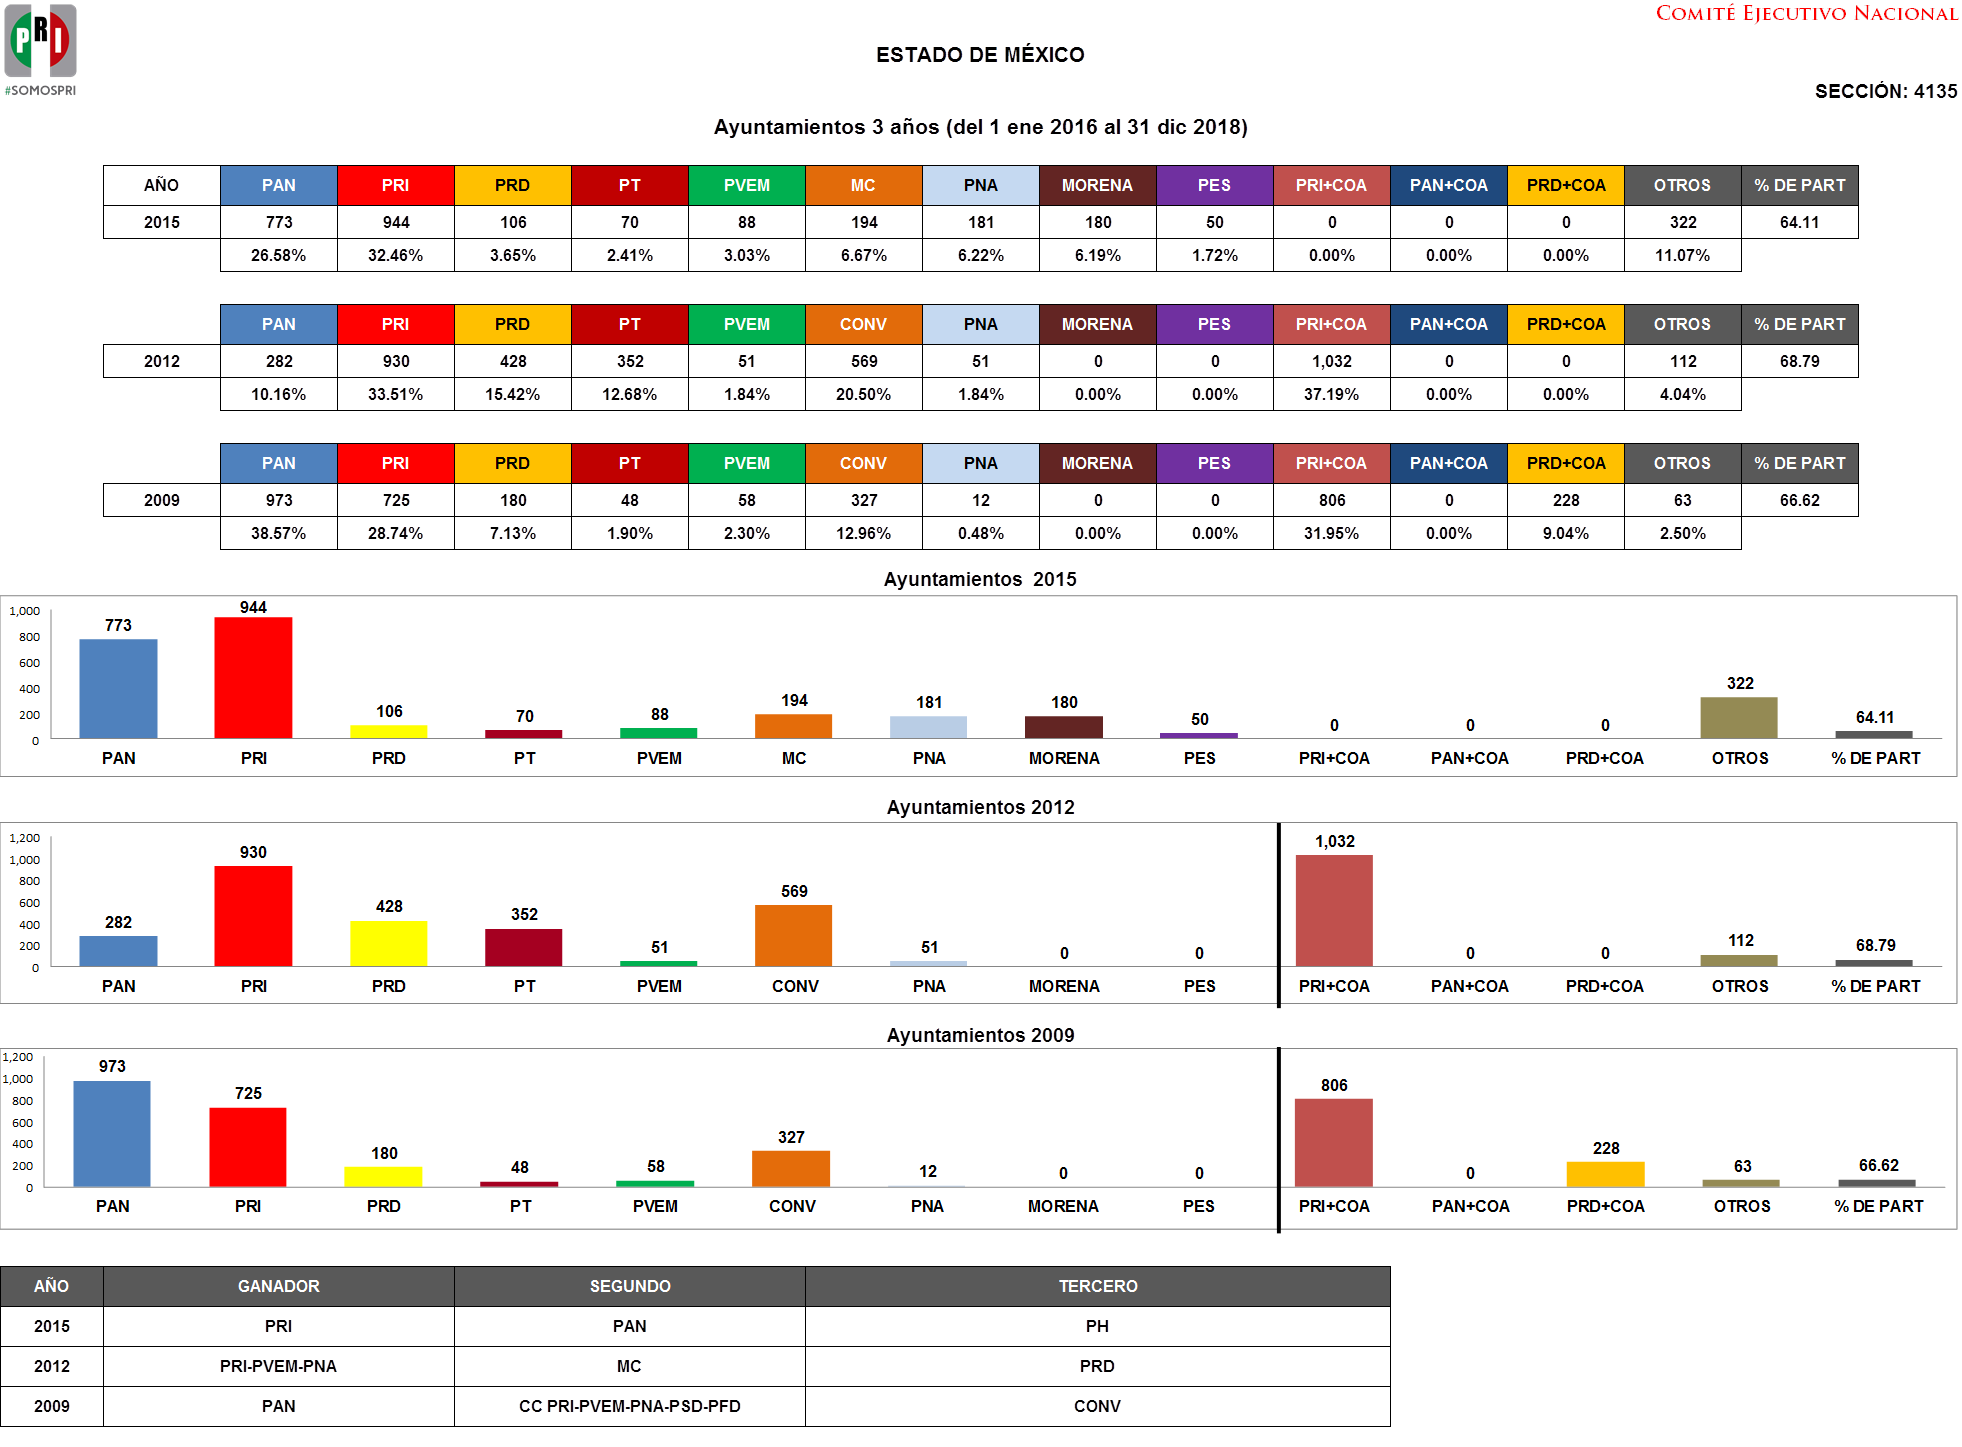 PRI
#SOMOSPRI
COMITÉ EJECUTIVO NACIONAL
ESTADO DE MÉXICO
SECCIÓN: 4135
Ayuntamientos 3 años (del 1 ene 2016 al 31 dic 2018)
AÑO PAN PRI PRD PT PVEM MC PNA MORENA PES PRI+COA PAN+COA PRD+COA OTROS % DE PART
2015 773 944 106 70 88 194 181 180 50 0 0 0 322 64.11
26.58% 32.46% 3.65% 2.41% 3.03% 6.67% 6.22% 6.19% 1.72% 0.00% 0.00% 0.00% 11.07%
PAN PRI PRD PT PVEM CONV PNA MORENA PES PRI+COA PAN+COA PRD+COA OTROS % DE PART
2012 282 930 428 352 51 569 51 0 0 1,032 0 0 112 68.79
10.16% 33.51% 15.42% 12.68% 1.84% 20.50% 1.84% 0.00% 0.00% 37.19% 0.00% 0.00% 4.04%
PAN PRI PRD PT PVEM CONV PNA MORENA PES PRI+COA PAN+COA PRD+COA OTROS % DE PART
2009 973 725 180 48 58 327 12 0 0 806 0 228 63 66.62
38.57% 28.74% 7.13% 1.90% 2.30% 12.96% 0.48% 0.00% 0.00% 31.95% 0.00% 9.04% 2.50%
Ayuntamientos 2015
1,000
800
600
400
200
0
773 944 106 70 88 194 181 180 50 0 0 0 322 64.11
PAN PRI PRD PT PVEM MC PNA MORENA PES PRI+COA PAN+COA PRD+COA OTROS % DE PART
Ayuntamientos 2012
1,200
1,000
800
600
400
200
0
282 930 428 352 51 569 51 0 0 1,032 0 0 112 68.79
PAN PRI PRD PT PVEM CONV PNA MORENA PES PRI+COA PAN+COA PRD+COA OTROS % DE PART
Ayuntamientos 2009
1,200
1,000
800
600
400
200
0
973 725 180 48 58 327 12 0 0 806 0 228 63 66.62
PAN PRI PRD PT PVEM CONV PNA MORENA PES PRI+COA PAN+COA PRD+COA OTROS % DE PART
AÑO GANADOR SEGUNDO TERCERO
2015 PRI PAN PH
2012 PRI-PVEM-PNA MC PRD
2009 PAN CC PRI-PVEM-PNA-PSD-PFD CONV